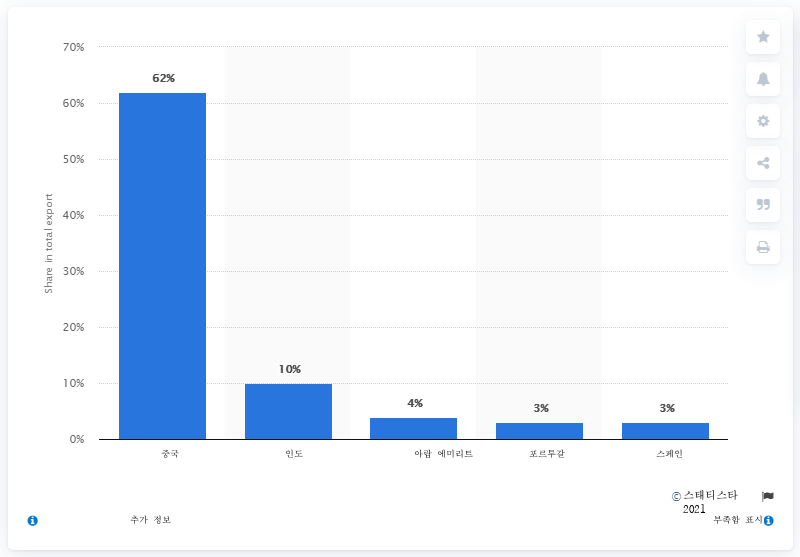 70%
62%
60%
50%
40%
Share in total export
30%
20%
10%
10%
4%
3%
3%
0%
중국
인도
아랍 에미리트
포르투갈
스페인
© 스태티스타
2021
추가 정보
부족함 표시